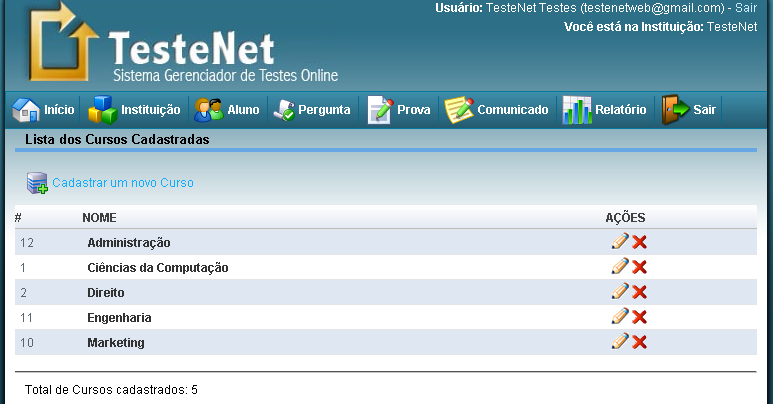 Usuário: TesteNet Testes (testenetweb@gmail.com) - Sair
Você está na Instituição: TesteNet
TesteNet
Sistema Gerenciador de Testes Online
Início Instituição Aluno Pergunta Prova Comunicado Relatório Sair
Lista dos Cursos Cadastradas
Cadastrar um novo Curso
# NOME AÇÕES
12 Administração
1 Ciências da Computação
2 Direito
11 Engenharia
10 Marketing
Total de Cursos cadastrados: 5